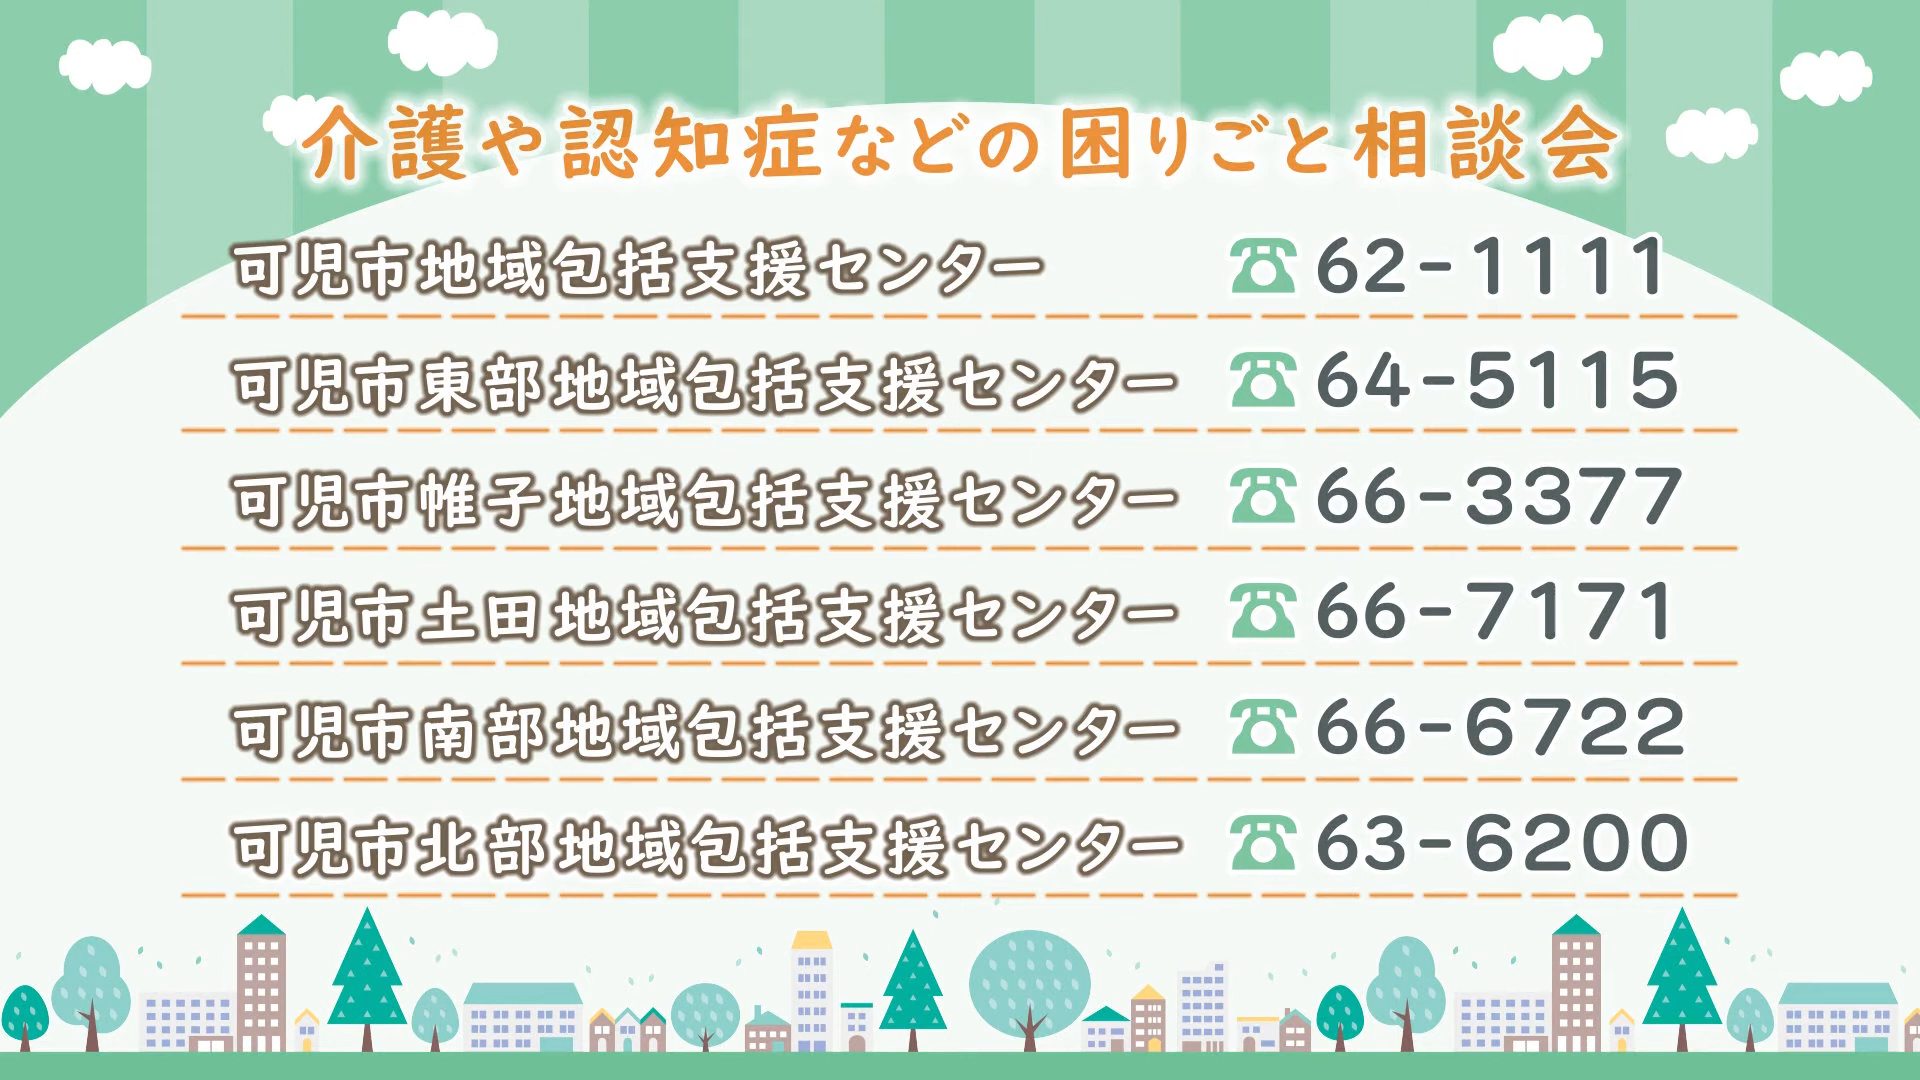 介護や認知症などの困りごと相談会
可児市地域包括支援センター ☎62-1111
可児市東部地域包括支援センター ☎64-5115
可児市帷子地域包括支援センター ☎66-3377
可児市土田地域包括支援センター ☎66-7171
可児市南部地域包括支援センター ☎66-6722
可児市北部地域包括支援センター ☎63-6200